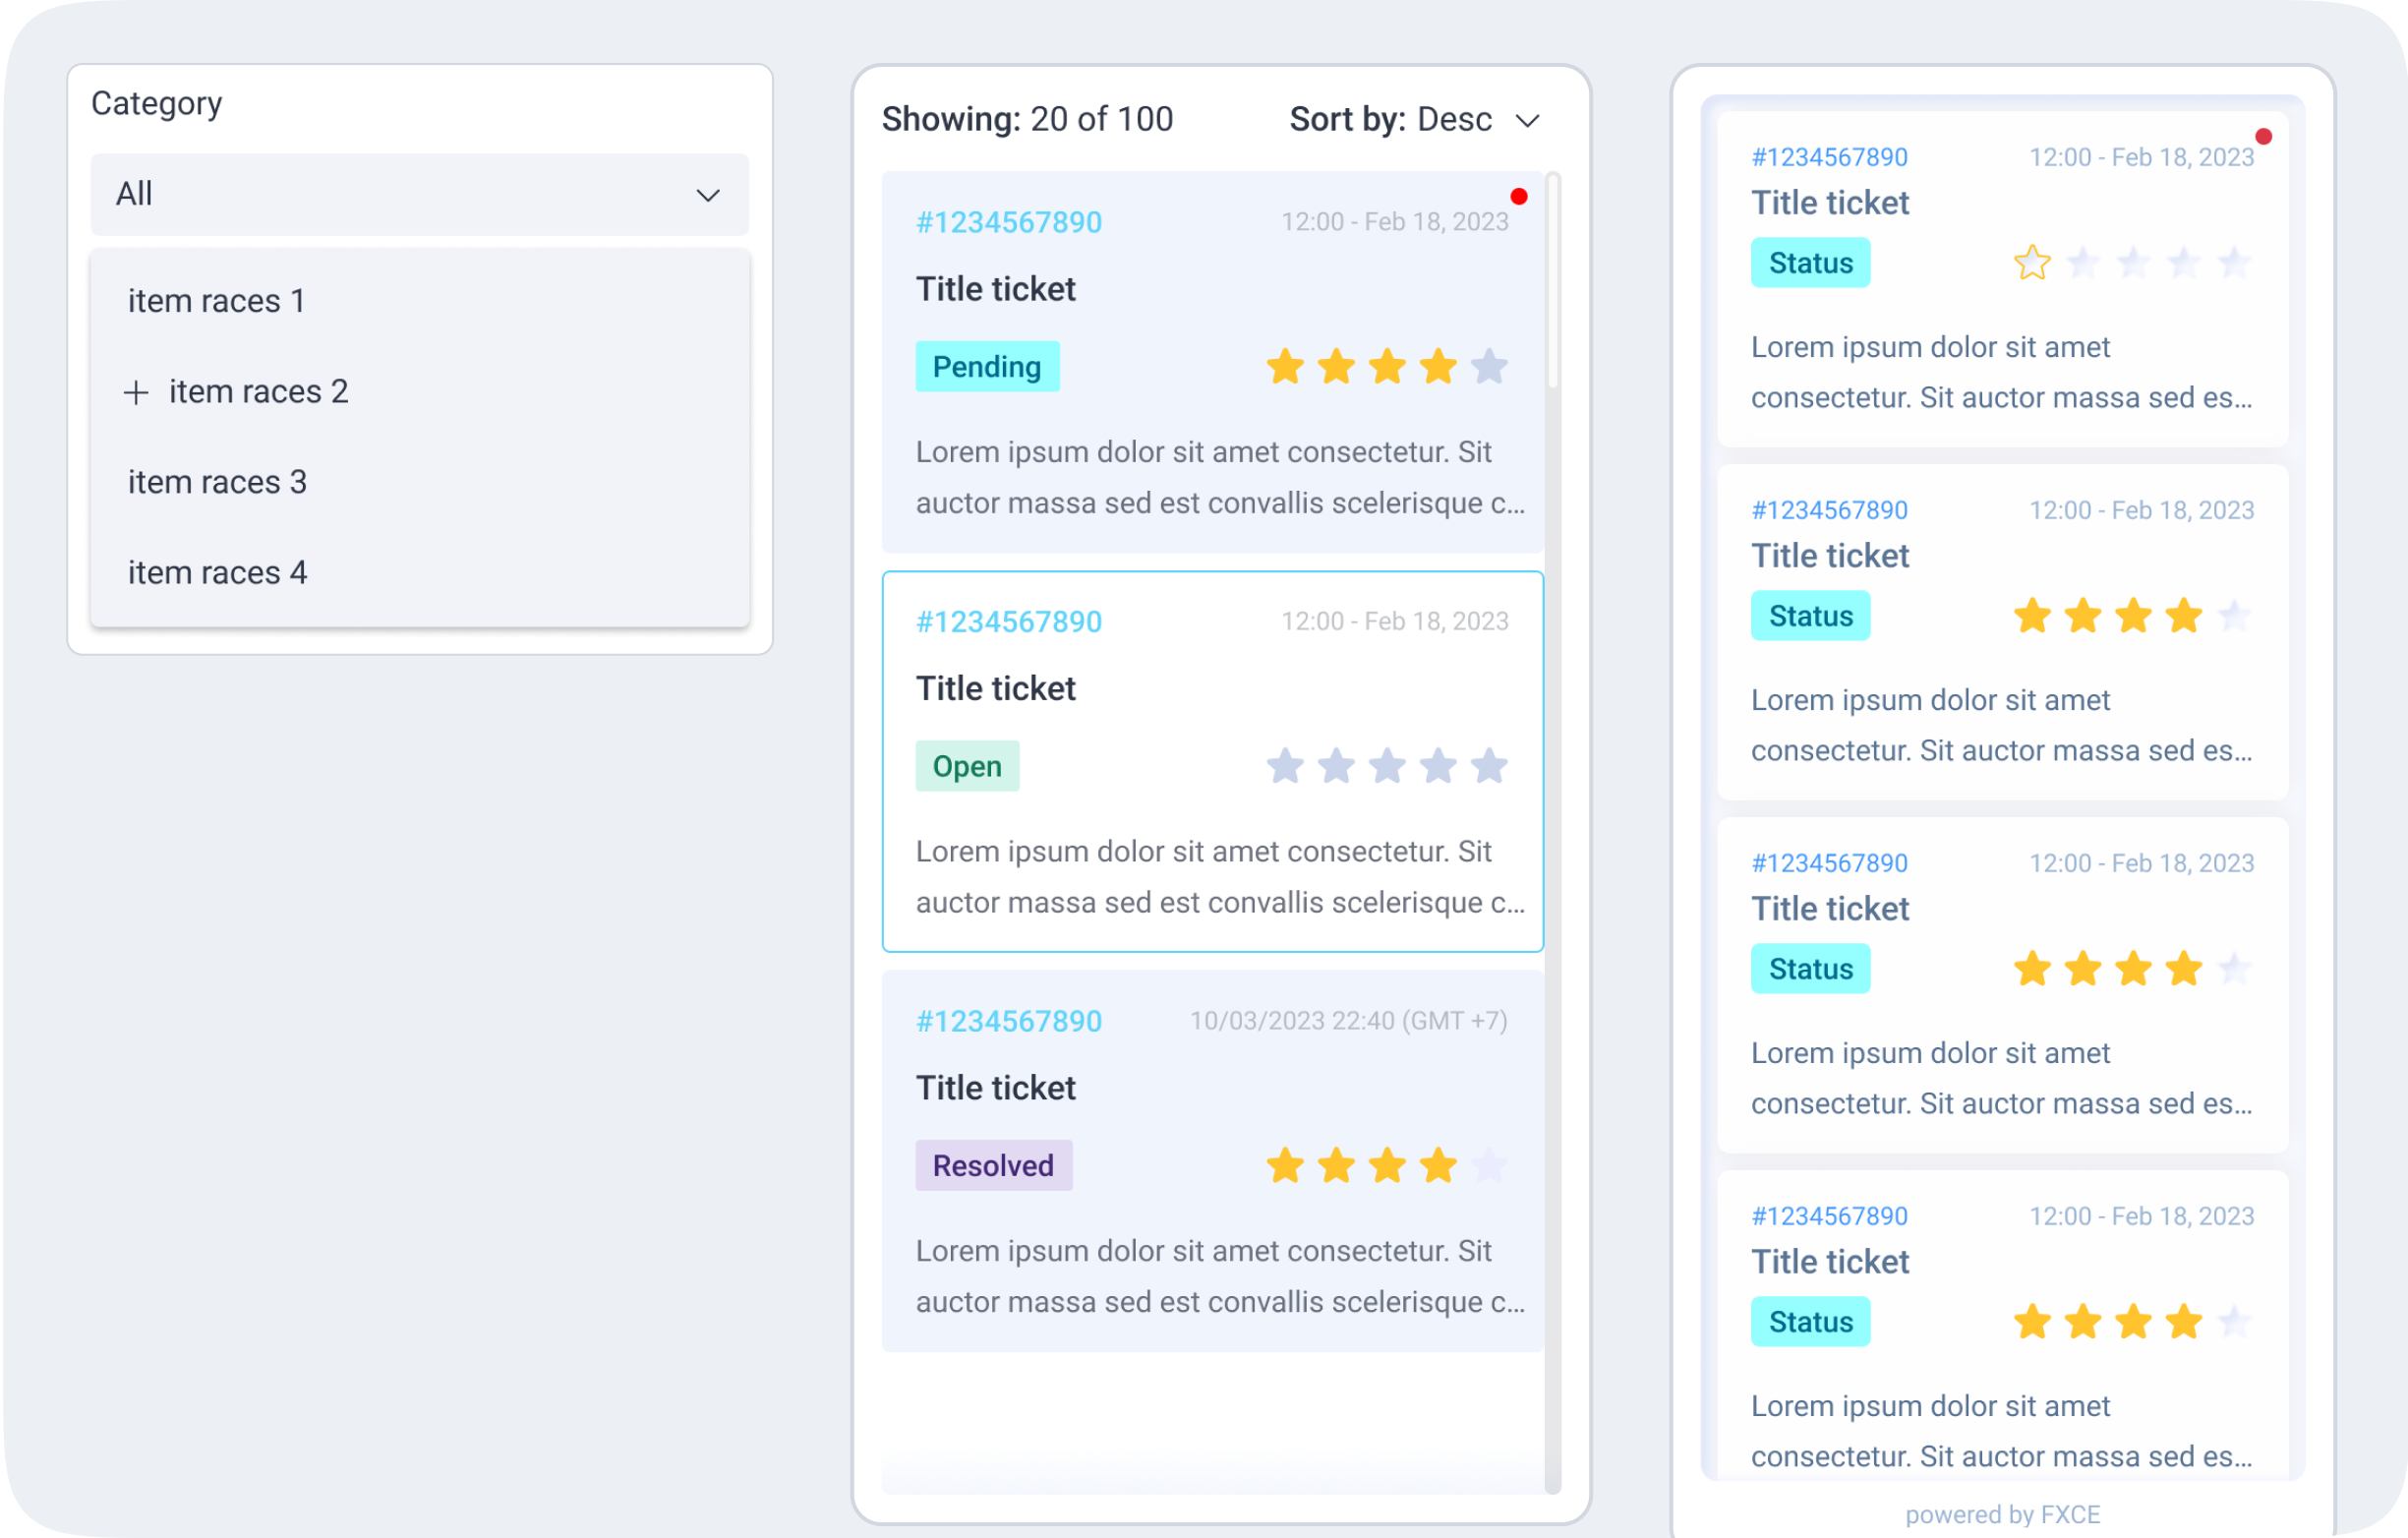 Category
All
item races 1
item races 2
item races 3
item races 4
Showing: 20 of 100 Sort by: Desc
#1234567890 12:00 - Feb 18, 2023
Title ticket
Pending
Lorem ipsum dolor sit amet consectetur. Sit
auctor massa sed est convallis scelerisque c...
#1234567890 12:00 - Feb 18, 2023
Title ticket
Open
Lorem ipsum dolor sit amet consectetur. Sit
auctor massa sed est convallis scelerisque c...
#1234567890 10/03/2023 22:40 (GMT +7)
Title ticket
Resolved
Lorem ipsum dolor sit amet consectetur. Sit
auctor massa sed est convallis scelerisque c...
#1234567890 12:00 - Feb 18, 2023
Title ticket
Status
Lorem ipsum dolor sit amet
consectetur. Sit auctor massa sed es...
#1234567890 12:00 - Feb 18, 2023
Title ticket
Status
Lorem ipsum dolor sit amet
consectetur. Sit auctor massa sed es...
#1234567890 12:00 - Feb 18, 2023
Title ticket
Status
Lorem ipsum dolor sit amet
consectetur. Sit auctor massa sed es...
#1234567890 12:00 - Feb 18, 2023
Title ticket
Status
Lorem ipsum dolor sit amet
consectetur. Sit auctor massa sed es...
powered by FXCE